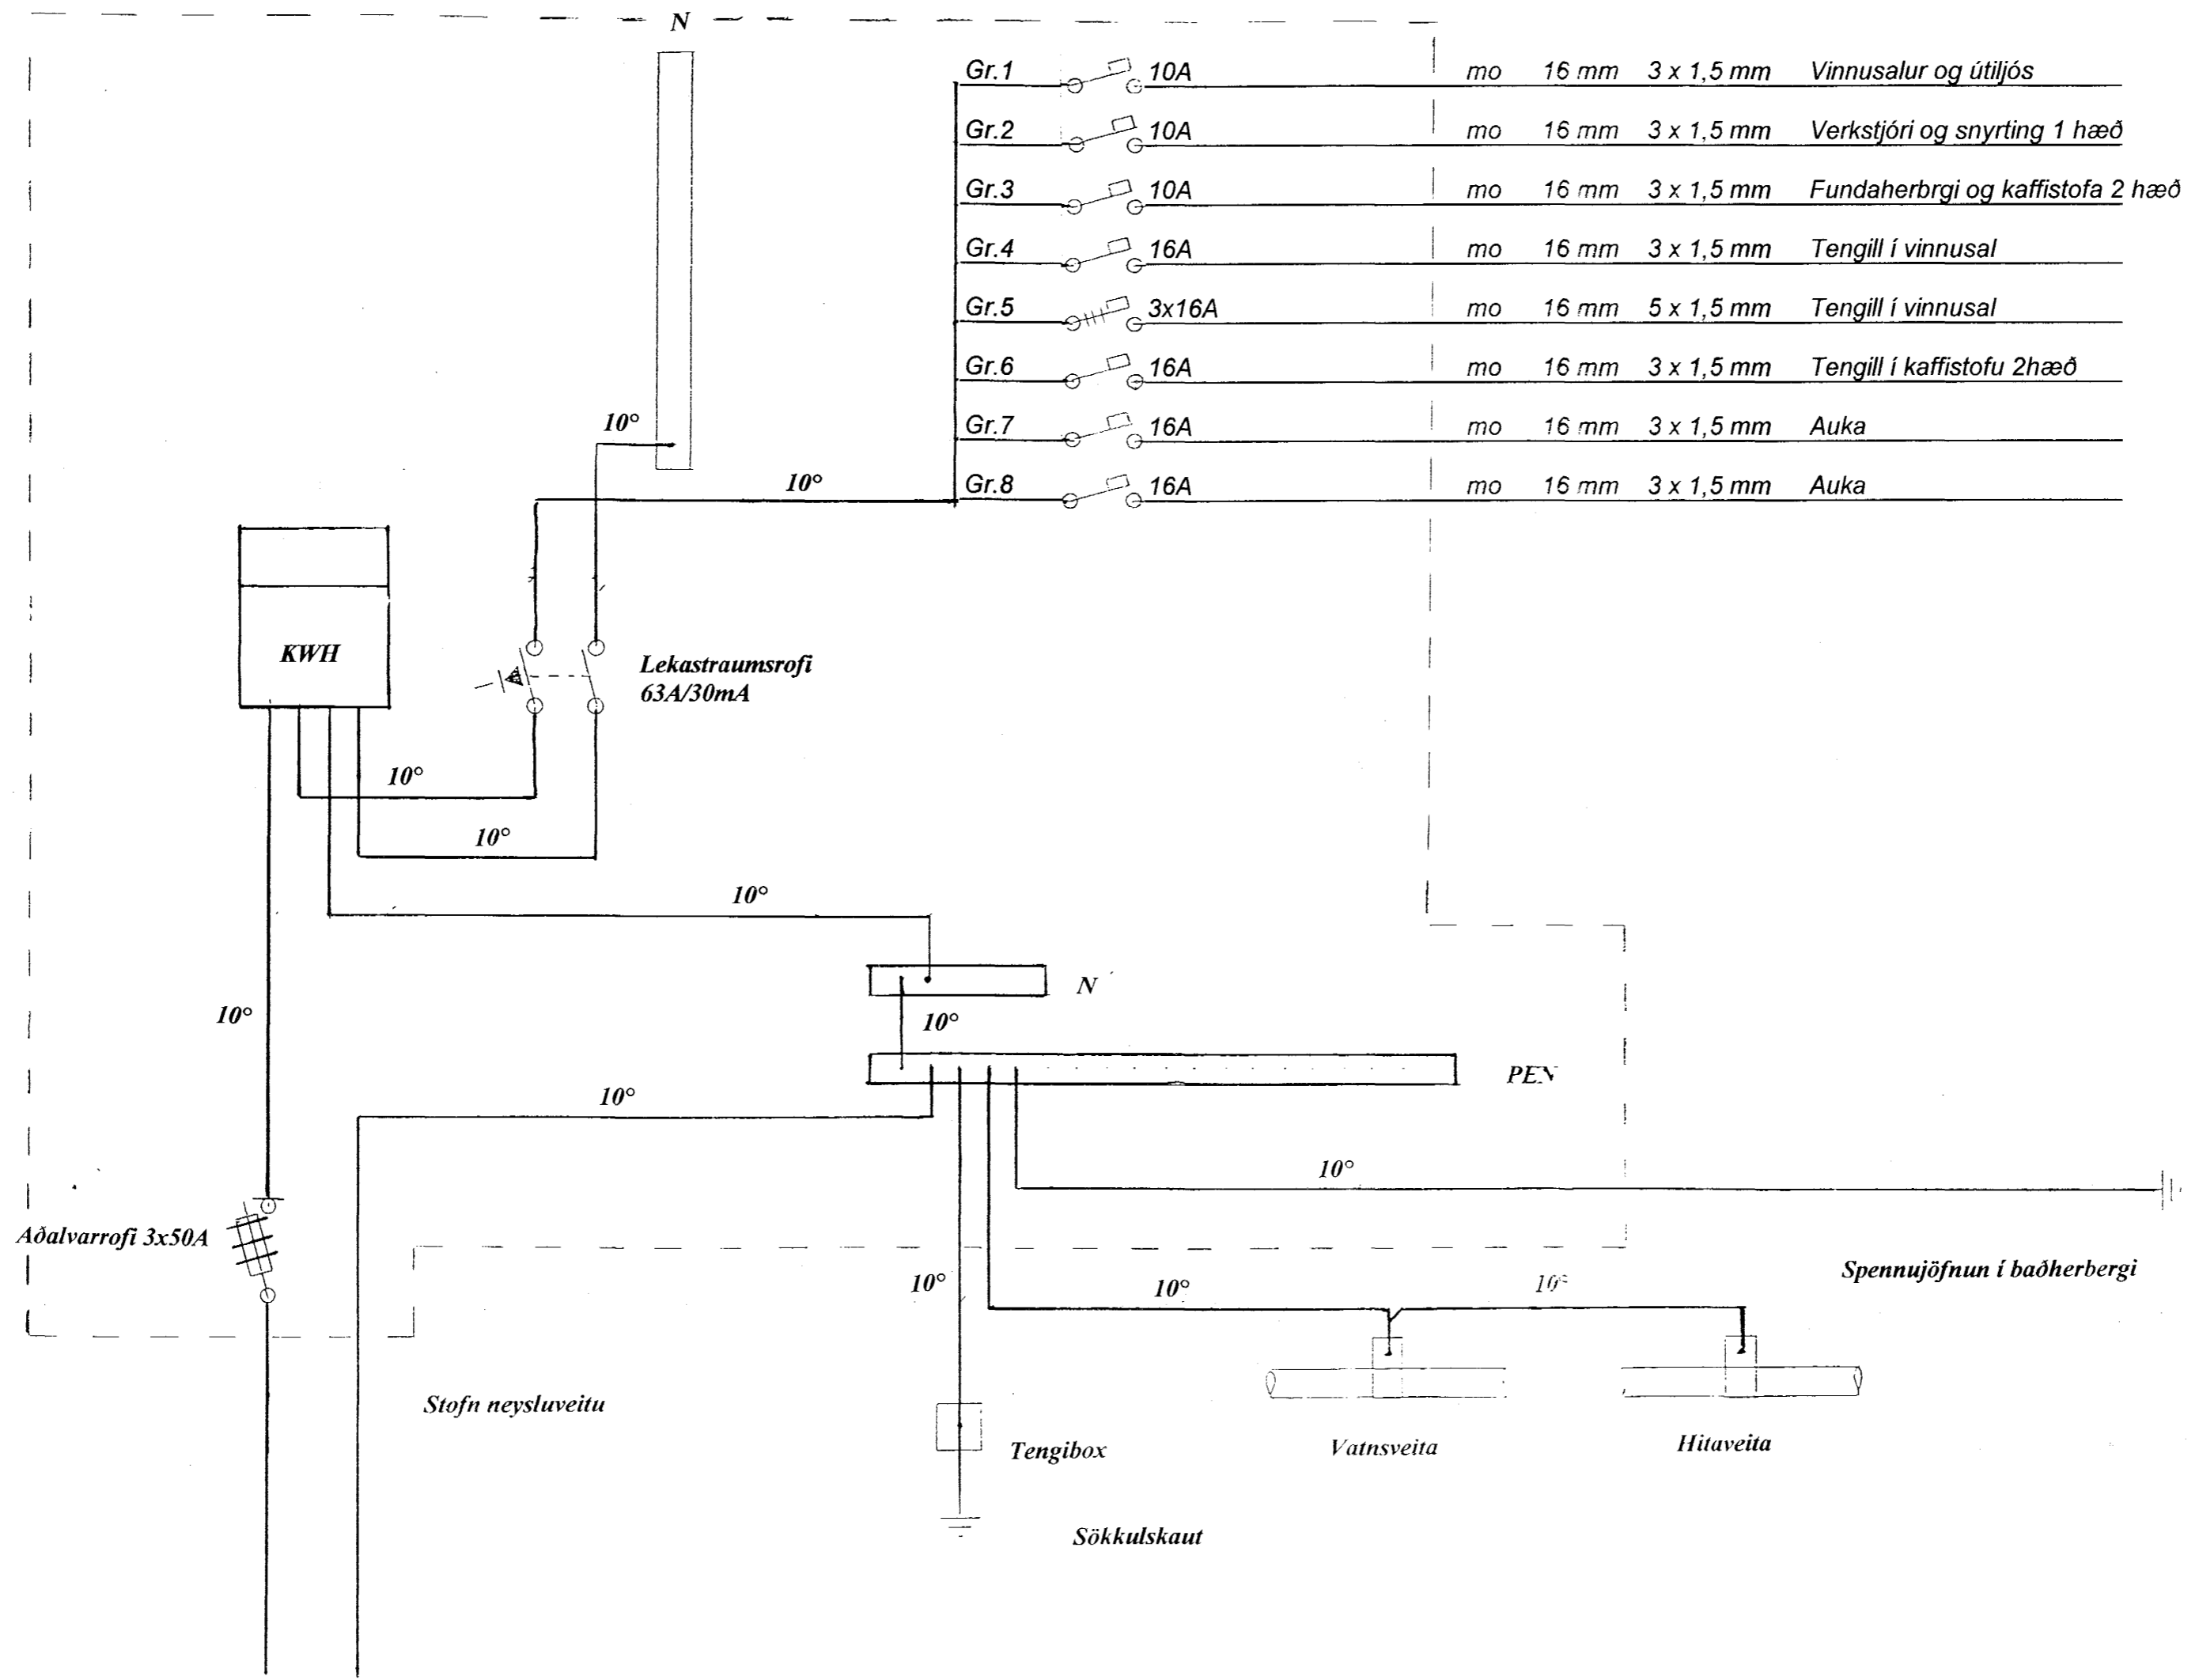 N
Gr.1 10A mo 16 mm 3 x 1,5 mm Vinnusalur og útiljós
Gr.2 10A mo 16 mm 3 x 1,5 mm Verkstjóri og snyrting 1 hæð
Gr.3 10A mo 16 mm 3 x 1,5 mm Fundaherbrgi og kaffistofa 2 hæð
Gr.4 16A mo 16 mm 3 x 1,5 mm Tengill í vinnusal
Gr.5 3x16A mo 16 mm 5 x 1,5 mm Tengill í vinnusal
Gr.6 16A mo 16 mm 3 x 1,5 mm Tengill í kaffistofu 2hæð
10° Gr.7 16A mo 16 mm 3 x 1,5 mm Auka
10° Gr.8 16A mo 16 mm 3 x 1,5 mm Auka
KWH
Lekastraumsrofi
63A/30mA
10°
10°
10°
N
10° 10°
PEN
10°
10°
Aðalvarrofi 3x50A
Spennujöfnun í baðherbergi
10° 10° 10°
Stofn neysluveitu
Tengibox Vatnsveita Hitaveita
Sökkulskaut